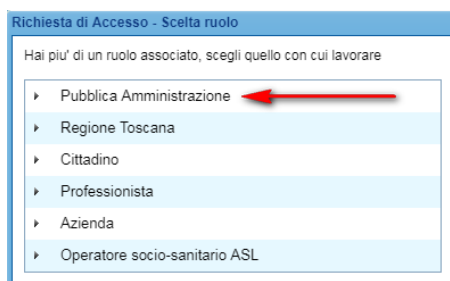 Richiesta di Accesso - Scelta ruolo
Hai piu' di un ruolo associato, scegli quello con cui lavorare
Pubblica Amministrazione
Regione Toscana
Cittadino
Professionista
Azienda
Operatore socio-sanitario ASL